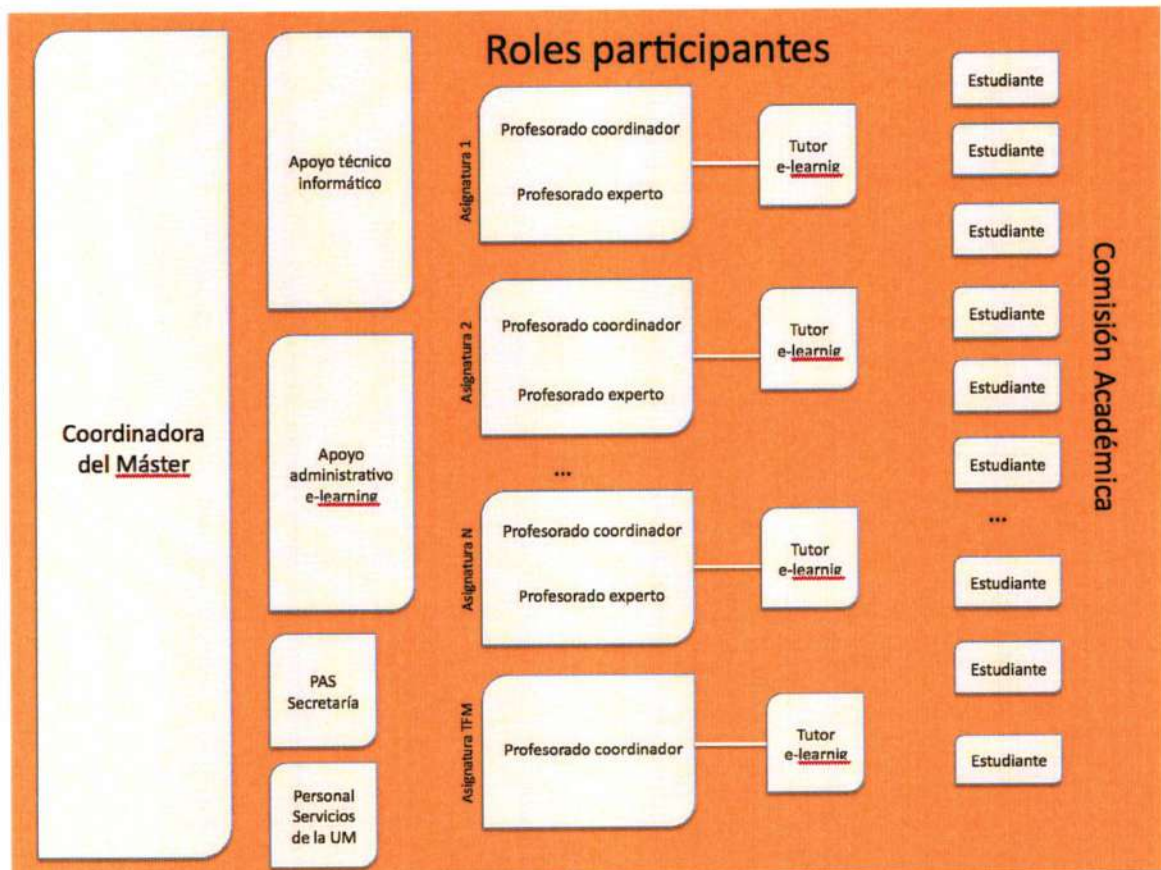 Roles participantes
Coordinadora
del Máster
Apoyo técnico
informático
Apoyo
administrativo
e-learning
PAS
Secretaría
Personal
Servicios
de la UM
Asignatura 1
Profesorado coordinador
Profesorado experto
Tutor
e-learnig
Asignatura 2
Profesorado coordinador
Profesorado experto
Tutor
e-learnig
...
Asignatura N
Profesorado coordinador
Profesorado experto
Tutor
e-learnig
Asignatura TFM
Profesorado coordinador
Tutor
e-learnig
Estudiante
Estudiante
Estudiante
Estudiante
Estudiante
Estudiante
...
Estudiante
Estudiante
Estudiante
Comisión Académica